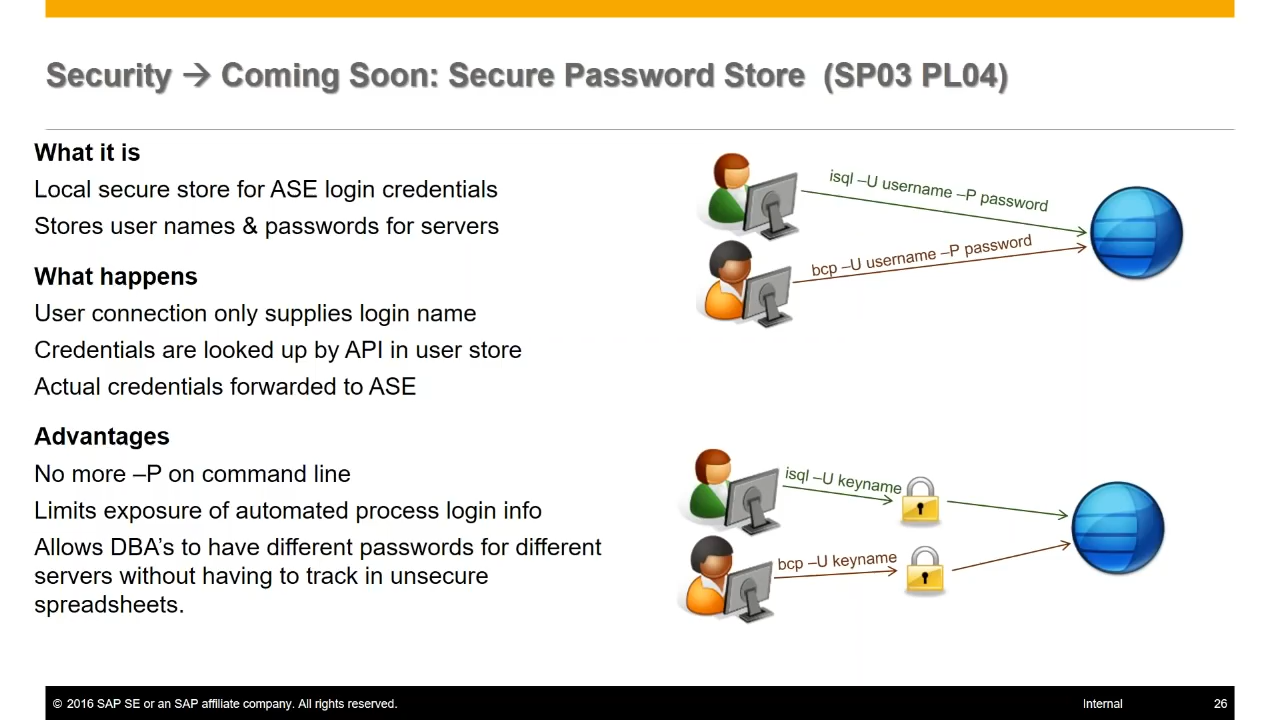 Security → Coming Soon: Secure Password Store (SP03 PL04)
What it is
Local secure store for ASE login credentials
Stores user names & passwords for servers
What happens
User connection only supplies login name
Credentials are looked up by API in user store
Actual credentials forwarded to ASE
Advantages
No more –P on command line
Limits exposure of automated process login info
Allows DBA's to have different passwords for different
servers without having to track in unsecure
spreadsheets.
isql –U username –P password
bcp –U username –P password
isql –U keyname
bcp –U keyname
© 2016 SAP SE or an SAP affiliate company. All rights reserved.
Internal
26